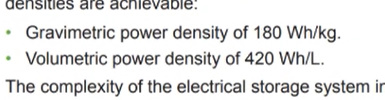 densities are achievable:
• Gravimetric power density of 180 Wh/kg.
• Volumetric power density of 420 Wh/L.
The complexity of the electrical storage system in